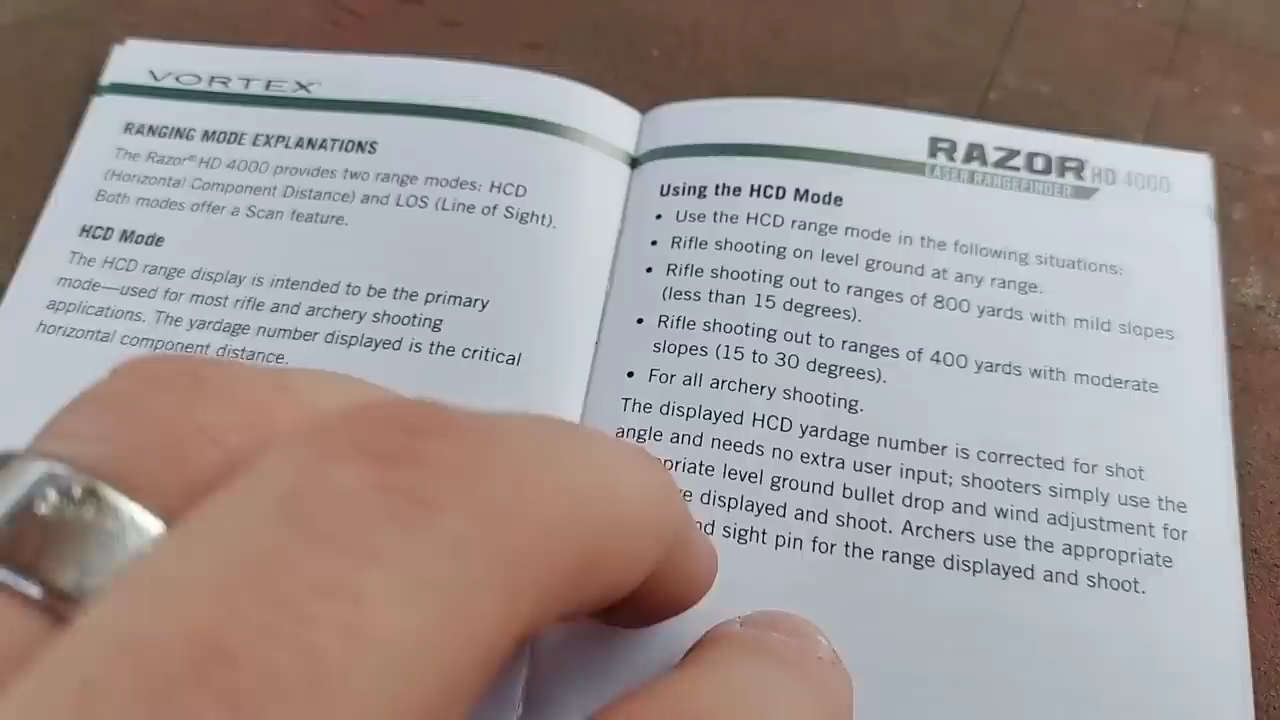 VORTEX®
RANGING MODE EXPLANATIONS
The Razor® HD 4000 provides two range modes: HCD
(Horizontal Component Distance) and LOS (Line of Sight).
Both modes offer a Scan feature.
HCD Mode
The HCD range display is intended to be the primary
mode—used for most rifle and archery shooting
applications. The yardage number displayed is the critical
horizontal component distance.
RAZOR® HD 4000
LASER RANGEFINDER
Using the HCD Mode
• Use the HCD range mode in the following situations:
• Rifle shooting on level ground at any range.
• Rifle shooting out to ranges of 800 yards with mild slopes
(less than 15 degrees).
• Rifle shooting out to ranges of 400 yards with moderate
slopes (15 to 30 degrees).
• For all archery shooting.
The displayed HCD yardage number is corrected for shot
angle and needs no extra user input; shooters simply use the
level ground bullet drop and wind adjustment for
displayed and shoot. Archers use the appropriate
sight pin for the range displayed and shoot.